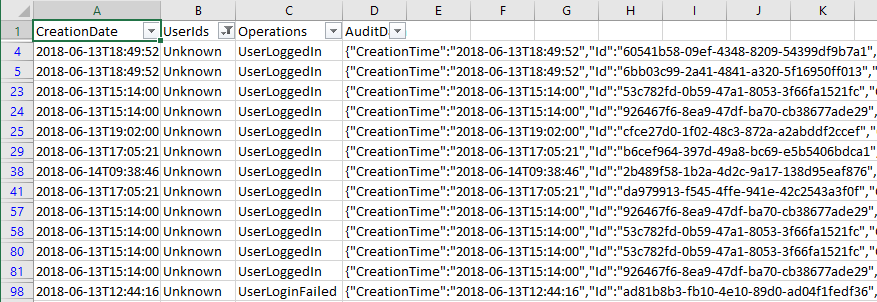 A B C D E F G H I J K
1 CreationDate UserIds Operations AuditD
4 2018-06-13T18:49:52 Unknown UserLoggedIn {"CreationTime":"2018-06-13T18:49:52","Id":"60541b58-09ef-4348-8209-54399df9b7a1",
5 2018-06-13T18:49:52 Unknown UserLoggedIn {"CreationTime":"2018-06-13T18:49:52","Id":"6bb03c99-2a41-4841-a320-5f16950ff013","
23 2018-06-13T15:14:00 Unknown UserLoggedIn {"CreationTime":"2018-06-13T15:14:00","Id":"53c782fd-0b59-47a1-8053-3f66fa1521fc","
24 2018-06-13T15:14:00 Unknown UserLoggedIn {"CreationTime":"2018-06-13T15:14:00","Id":"926467f6-8ea9-47df-ba70-cb38677ade29",
25 2018-06-13T19:02:00 Unknown UserLoggedIn {"CreationTime":"2018-06-13T19:02:00","Id":"cfce27d0-1f02-48c3-872a-a2abddf2ccef","
29 2018-06-13T17:05:21 Unknown UserLoggedIn {"CreationTime":"2018-06-13T17:05:21","Id":"b6cef964-397d-49a8-bc69-e5b5406bdca1",
38 2018-06-14T09:38:46 Unknown UserLoggedIn {"CreationTime":"2018-06-14T09:38:46","Id":"2b489f58-1b2a-4d2c-9a17-138d95eaf876",
41 2018-06-13T17:05:21 Unknown UserLoggedIn {"CreationTime":"2018-06-13T17:05:21","Id":"da979913-f545-4ffe-941e-42c2543a3f0f","
57 2018-06-13T15:14:00 Unknown UserLoggedIn {"CreationTime":"2018-06-13T15:14:00","Id":"926467f6-8ea9-47df-ba70-cb38677ade29",
58 2018-06-13T15:14:00 Unknown UserLoggedIn {"CreationTime":"2018-06-13T15:14:00","Id":"53c782fd-0b59-47a1-8053-3f66fa1521fc","
80 2018-06-13T15:14:00 Unknown UserLoggedIn {"CreationTime":"2018-06-13T15:14:00","Id":"53c782fd-0b59-47a1-8053-3f66fa1521fc","
81 2018-06-13T15:14:00 Unknown UserLoggedIn {"CreationTime":"2018-06-13T15:14:00","Id":"926467f6-8ea9-47df-ba70-cb38677ade29",
98 2018-06-13T12:44:16 Unknown UserLoginFailed {"CreationTime":"2018-06-13T12:44:16","Id":"ad81b8b3-fb10-4e10-89d0-ad04f1fedf36",